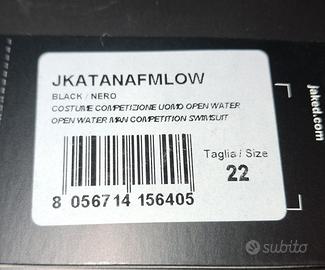 JKATANAFMLOW
BLACK / NERO
COSTUME COMPETIZIONE UOMO OPEN WATER
OPEN WATER MAN COMPETITION SWIMSUIT
Taglia / Size
22
8 056714 156405
jaked.com
subito